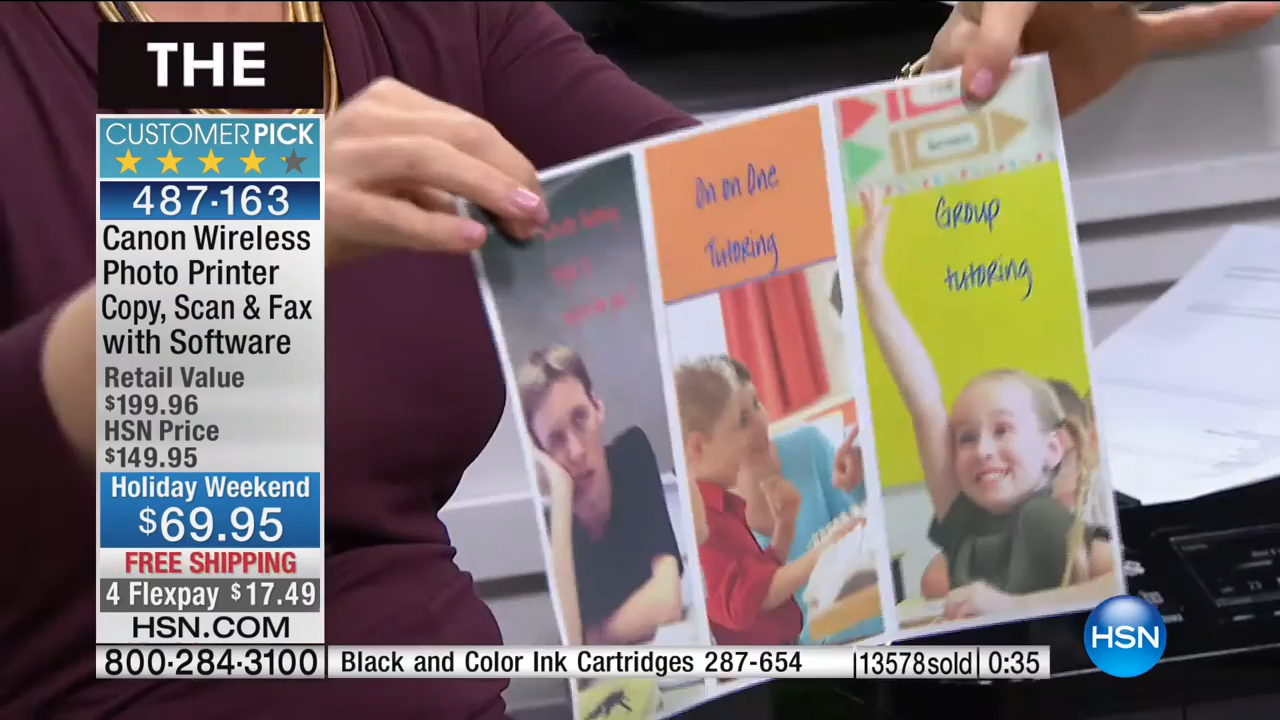 THE
CUSTOMERPICK
487-163
Canon Wireless
Photo Printer
Copy, Scan & Fax
with Software
Retail Value
$199.96
HSN Price
$149.95
Holiday Weekend
$69.95
FREE SHIPPING
4 Flexpay $17.49
HSN.COM
800-284-3100
Black and Color Ink Cartridges 287-654
13578sold
0:35
HSN
On on One
Tutoring
Group
tutoring